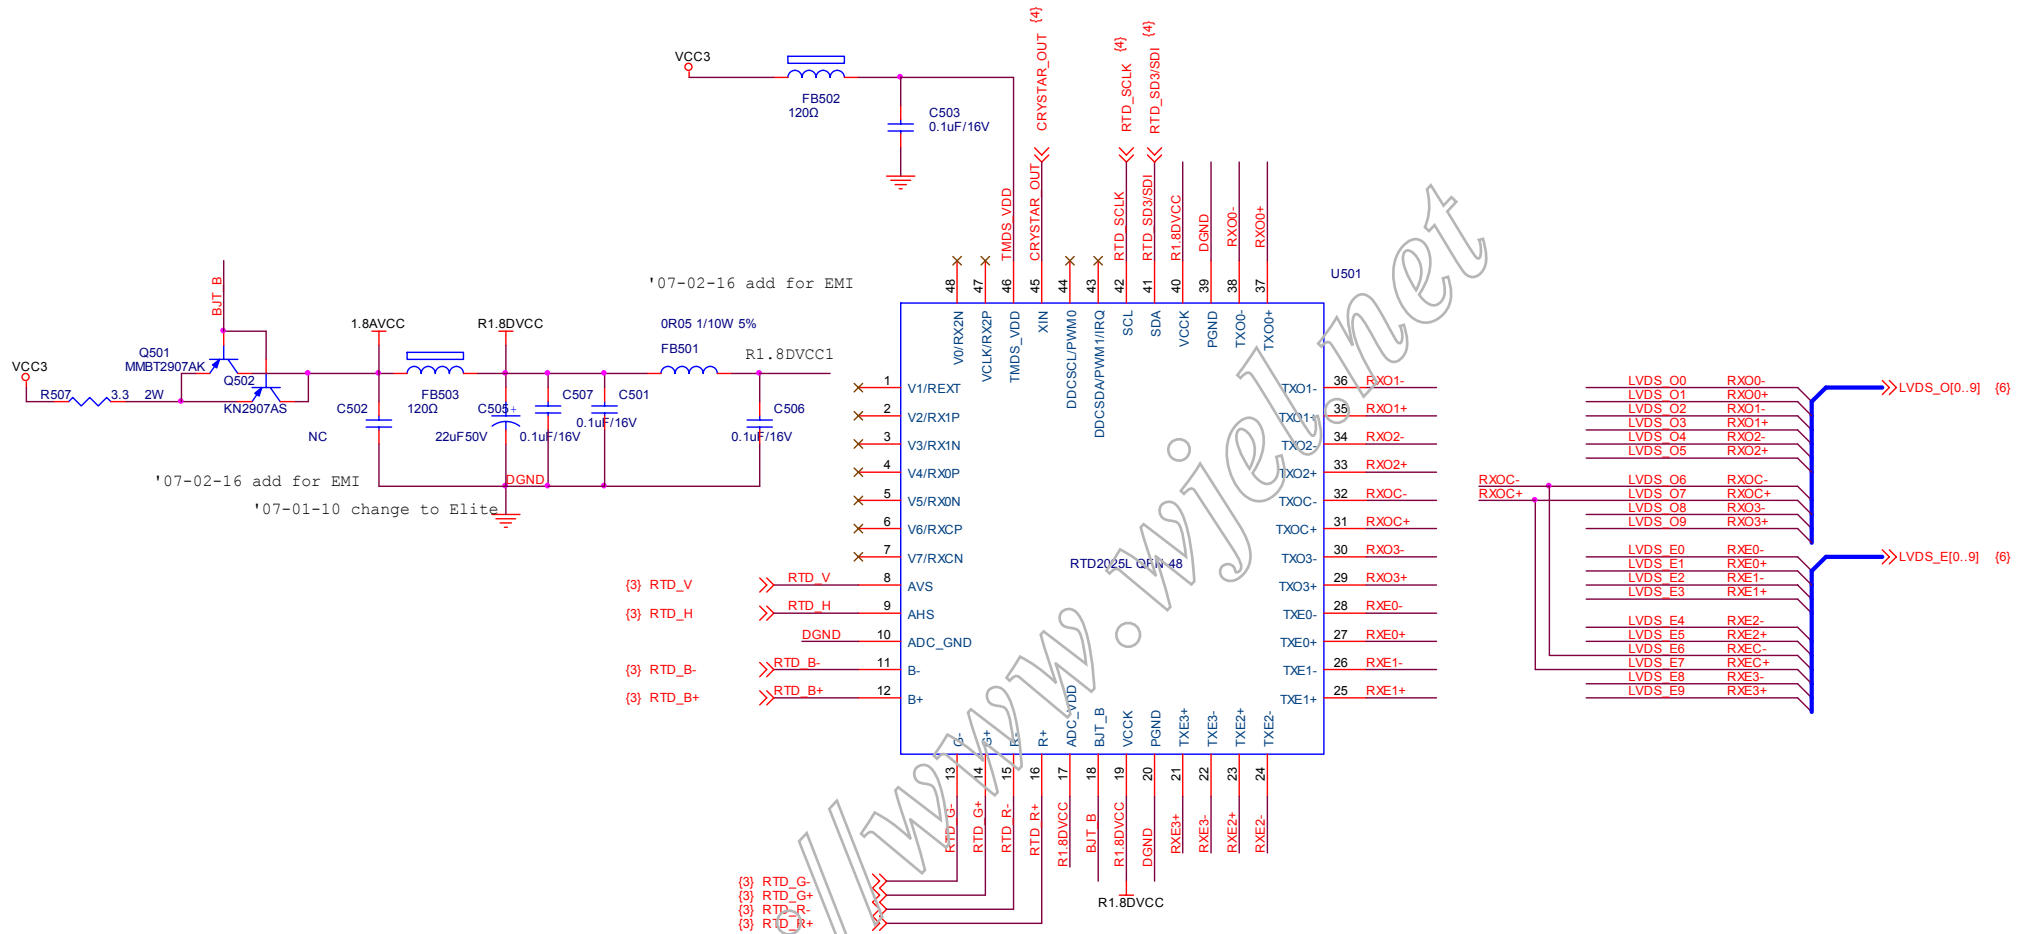 VCC3
FB502
120Ω
C503
0.1uF/16V
CRYSTAR_OUT {4}
RTD_SCLK {4}
RTD_SD3/SDI {4}
TMDS_VDD
CRYSTAR_OUT
RTD_SCLK
RTD_SD3/SDI
R1.8DVCC
DGND
RXO0-
RXO0+
'07-02-16 add for EMI
U501
48 47 46 45 44 43 42 41 40 39 38 37
V0/RX2N
VCLK/RX2P
TMDS_VDD
XIN
DDCSCL/PWM0
DDCSDA/PWM1/IRQ
SCL
SDA
VCCK
PGND
TXO0-
TXO0+
BJT_B
VCC3
R507 3.3 2W
Q501
MMBT2907AK
Q502
KN2907AS
1.8AVCC
C502
NC
FB503
120Ω
R1.8DVCC
C505+
22uF50V
C507
0.1uF/16V
C501
0.1uF/16V
0R05 1/10W 5%
FB501
R1.8DVCC1
C506
0.1uF/16V
DGND
'07-02-16 add for EMI
'07-01-10 change to Elite
1 V1/REXT
2 V2/RX1P
3 V3/RX1N
4 V4/RX0P
5 V5/RX0N
6 V6/RXCP
7 V7/RXCN
{3} RTD_V RTD_V 8 AVS
{3} RTD_H RTD_H 9 AHS
DGND 10 ADC_GND
{3} RTD_B- RTD_B- 11 B-
{3} RTD_B+ RTD_B+ 12 B+
RTD2025L QFN 48
TXO1- 36 RXO1-
TXO1+ 35 RXO1+
TXO2- 34 RXO2-
TXO2+ 33 RXO2+
TXOC- 32 RXOC-
TXOC+ 31 RXOC+
TXO3- 30 RXO3-
TXO3+ 29 RXO3+
TXE0- 28 RXE0-
TXE0+ 27 RXE0+
TXE1- 26 RXE1-
TXE1+ 25 RXE1+
G-
G+
R-
R+
ADC_VDD
BJT_B
VCCK
PGND
TXE3+
TXE3-
TXE2+
TXE2-
13 14 15 16 17 18 19 20 21 22 23 24
RTD_G-
RTD_G+
RTD_R-
RTD_R+
R1.8DVCC
BJT_B
R1.8DVCC
DGND
RXE3+
RXE3-
RXE2+
RXE2-
{3} RTD_G-
{3} RTD_G+
{3} RTD_R-
{3} RTD_R+
R1.8DVCC
LVDS_O0 RXO0-
LVDS_O1 RXO0+
LVDS_O2 RXO1-
LVDS_O3 RXO1+
LVDS_O4 RXO2-
LVDS_O5 RXO2+
RXOC- LVDS_O6 RXOC-
RXOC+ LVDS_O7 RXOC+
LVDS_O8 RXO3-
LVDS_O9 RXO3+
LVDS_O[0..9] {6}
LVDS_E0 RXE0-
LVDS_E1 RXE0+
LVDS_E2 RXE1-
LVDS_E3 RXE1+
LVDS_E4 RXE2-
LVDS_E5 RXE2+
LVDS_E6 RXEC-
LVDS_E7 RXEC+
LVDS_E8 RXE3-
LVDS_E9 RXE3+
LVDS_E[0..9] {6}
://www.wjel.net